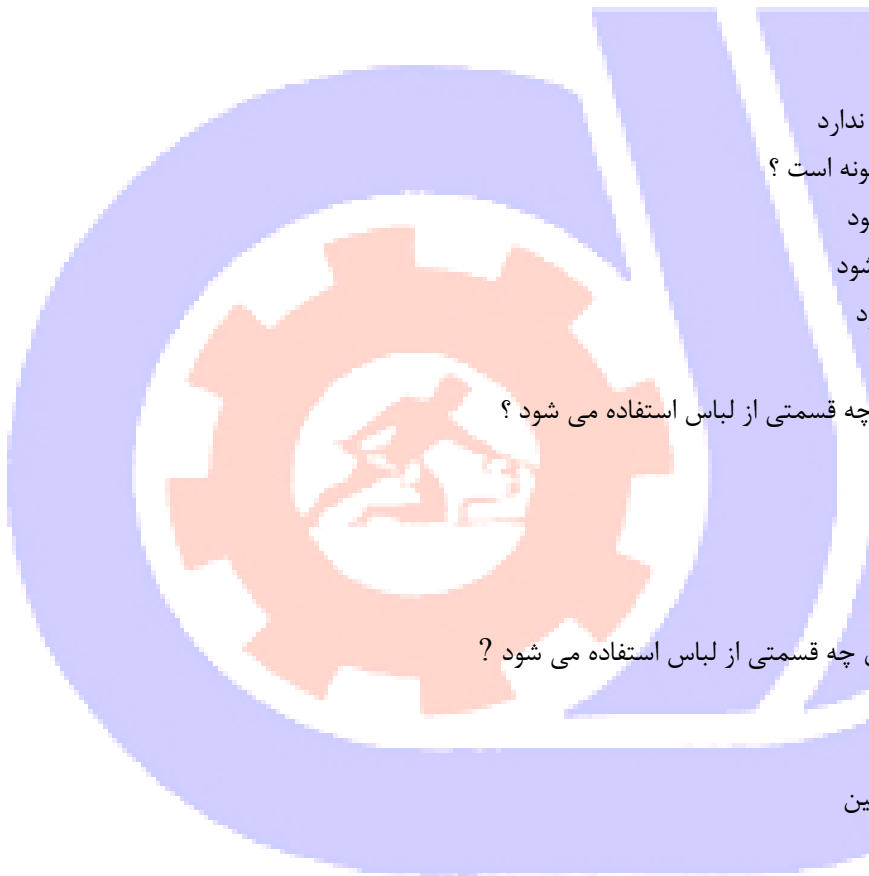 ندارد
ونه است ؟
ود
شود
د
چه قسمتی از لباس استفاده می شود ؟
چه قسمتی از لباس استفاده می شود ?
ین